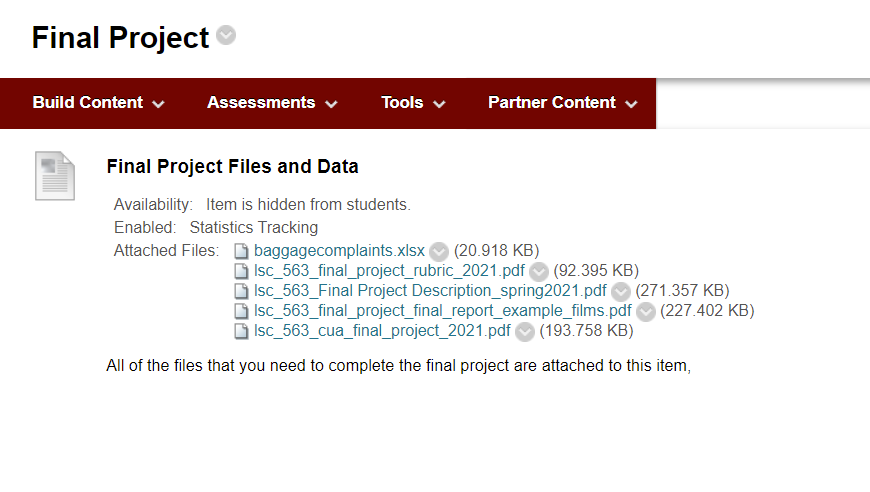 Final Project
Build Content Assessments Tools Partner Content
Final Project Files and Data
Availability: Item is hidden from students.
Enabled: Statistics Tracking
Attached Files: baggagecomplaints.xlsx (20.918 KB)
lsc_563_final_project_rubric_2021.pdf (92.395 KB)
lsc_563_Final Project Description_spring2021.pdf (271.357 KB)
lsc_563_final_project_final_report_example_films.pdf (227.402 KB)
lsc_563_cua_final_project_2021.pdf (193.758 KB)
All of the files that you need to complete the final project are attached to this item,